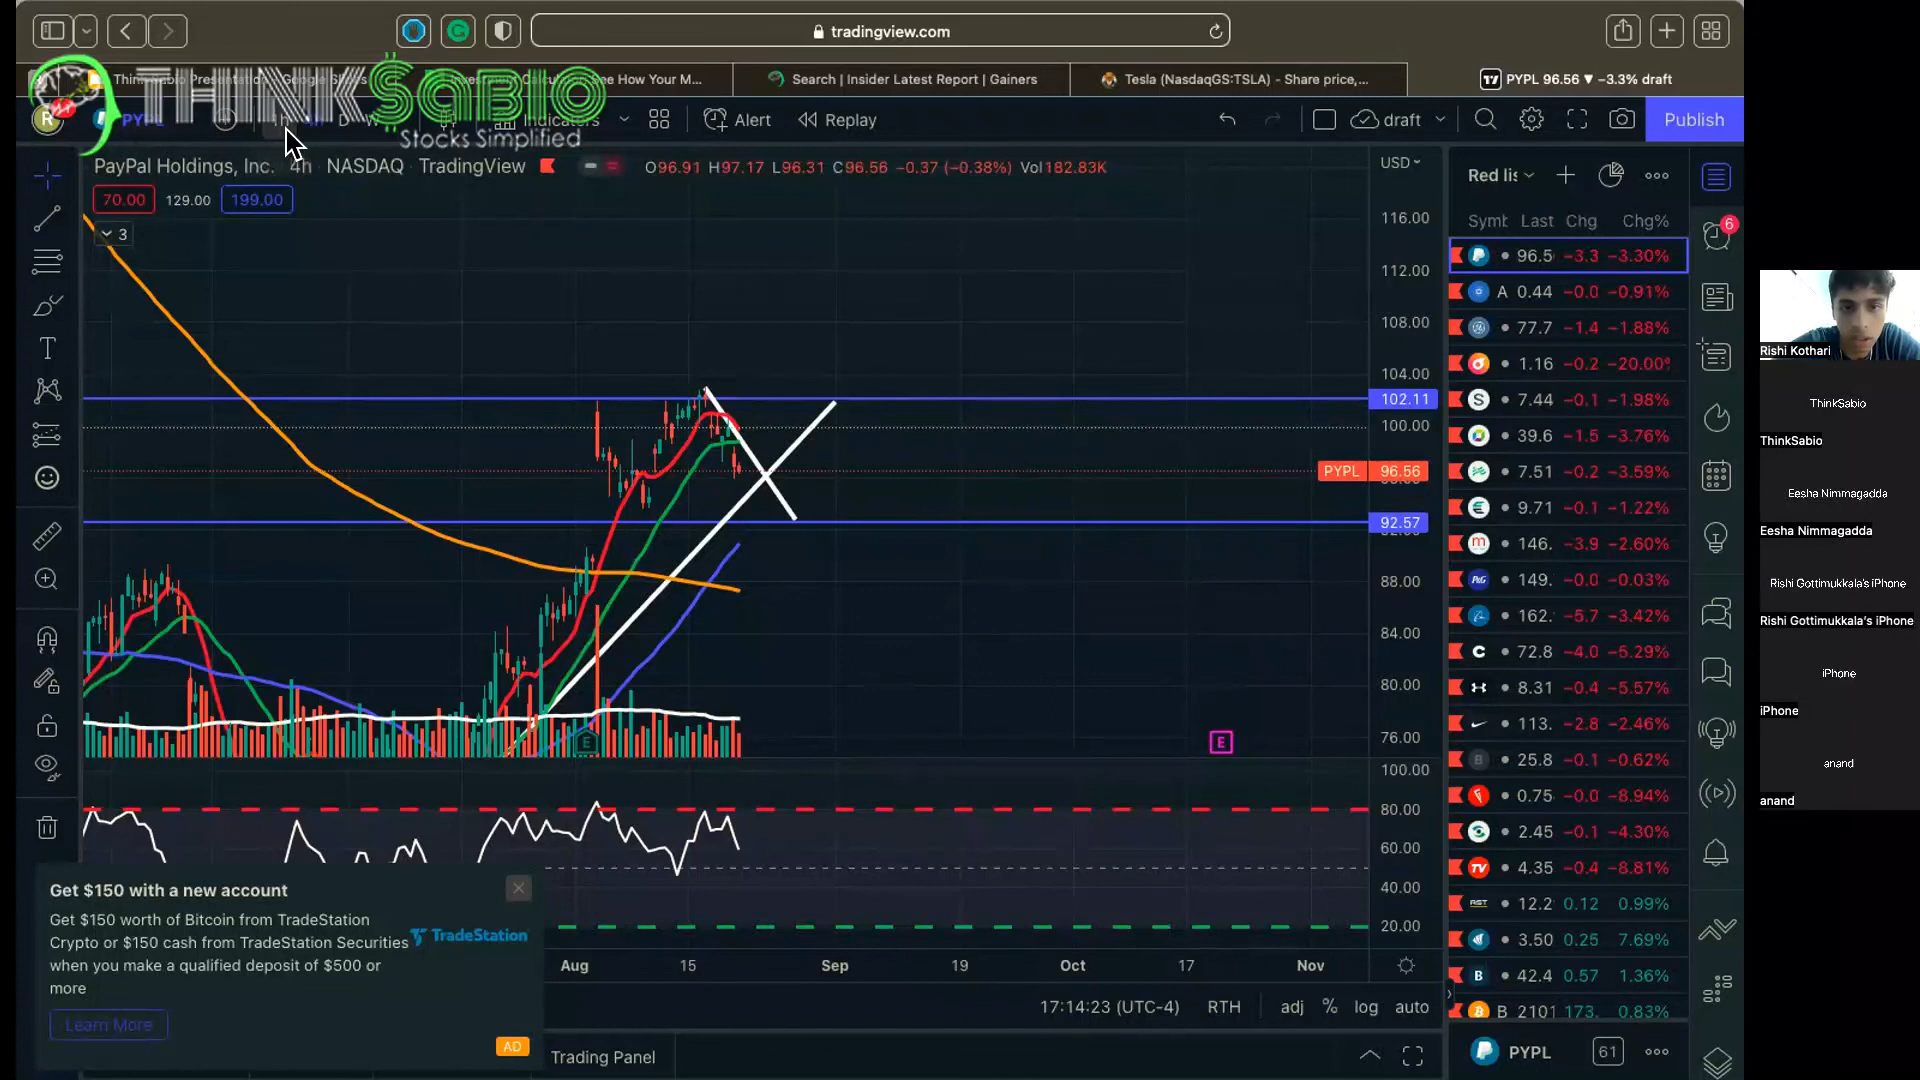 tradingview.com
Search | Insider Latest Report | Gainers
Tesla (NasdaqGS:TSLA) - Share price,...
PYPL 96.56 ▼ −3.3% draft
THINK$ABIO
Stocks Simplified
R
PYPL
1h
D
Indicators
Alert
Replay
draft
Publish
PayPal Holdings, Inc. 4h NASDAQ TradingView
O96.91 H97.17 L96.31 C96.56 −0.37 (−0.38%) Vol182.83K
70.00
129.00
199.00
3
USD
116.00
112.00
108.00
104.00
102.11
100.00
PYPL 96.56
92.57
88.00
84.00
80.00
76.00
100.00
80.00
60.00
40.00
20.00
E
E
Aug
15
Sep
19
Oct
17
Nov
17:14:23 (UTC-4)
RTH
adj
%
log
auto
Trading Panel
Get $150 with a new account
Get $150 worth of Bitcoin from TradeStation
Crypto or $150 cash from TradeStation Securities
when you make a qualified deposit of $500 or
more
TradeStation
Learn More
AD
Red lis
Symb Last Chg Chg%
96.5 −3.3 −3.30%
A 0.44 −0.0 −0.91%
77.7 −1.4 −1.88%
1.16 −0.2 −20.00%
7.44 −0.1 −1.98%
39.6 −1.5 −3.76%
7.51 −0.2 −3.59%
9.71 −0.1 −1.22%
146. −3.9 −2.60%
149. −0.0 −0.03%
162. −5.7 −3.42%
72.8 −4.0 −5.29%
8.31 −0.4 −5.57%
113. −2.8 −2.46%
25.8 −0.1 −0.62%
0.75 −0.0 −8.94%
2.45 −0.1 −4.30%
4.35 −0.4 −8.81%
12.2 0.12 0.99%
3.50 0.25 7.69%
42.4 0.57 1.36%
B 2101 173. 0.83%
PYPL
61
6
Rishi Kothari
ThinkSabio
ThinkSabio
Eesha Nimmagadda
Eesha Nimmagadda
Rishi Gottimukkala's iPhone
Rishi Gottimukkala's iPhone
iPhone
iPhone
anand
anand